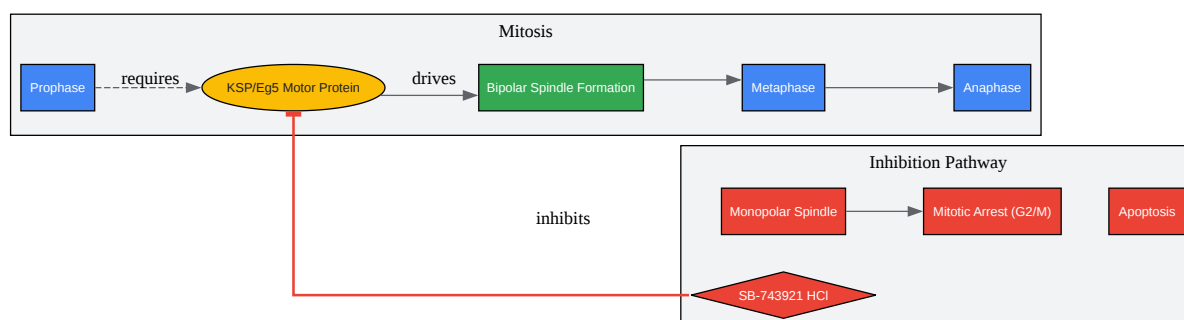 Mitosis
Prophase
requires
KSP/Eg5 Motor Protein
drives
Bipolar Spindle Formation
Metaphase
Anaphase
Inhibition Pathway
Monopolar Spindle
Mitotic Arrest (G2/M)
Apoptosis
inhibits
SB-743921 HCl